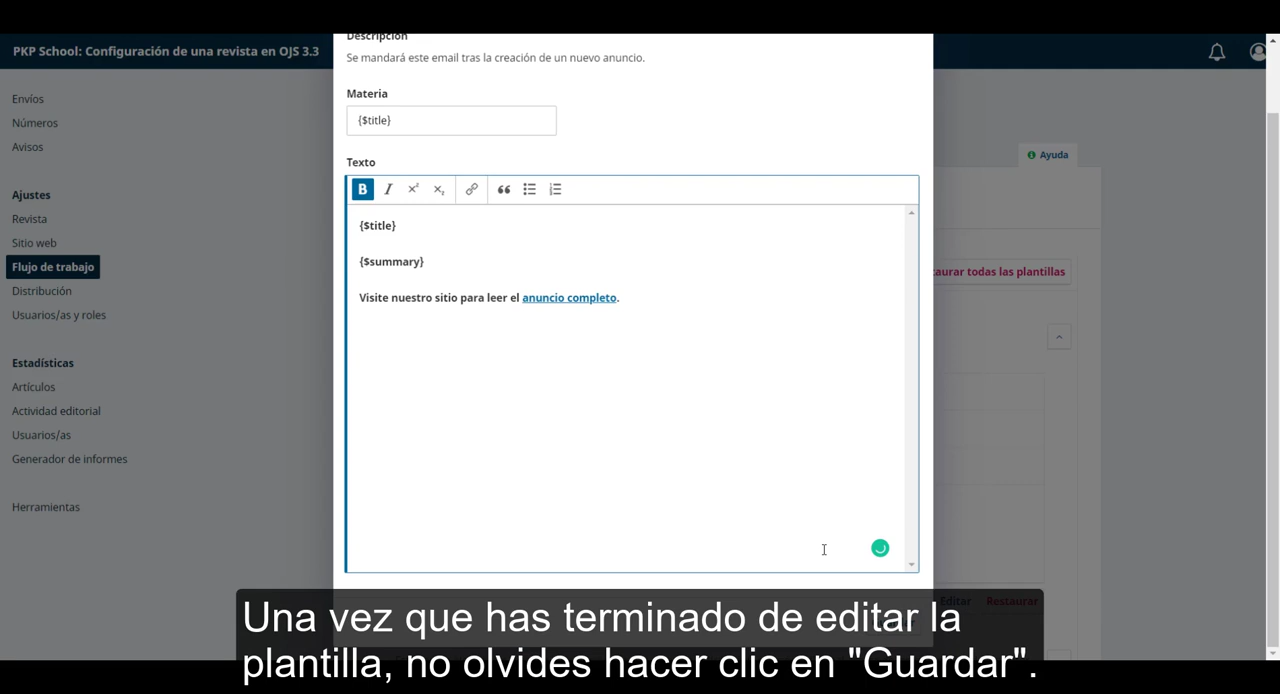 Descripción
PKP School: Configuración de una revista en OJS 3.3
Se mandará este email tras la creación de un nuevo anuncio.
Envíos
Números
Avisos
Ajustes
Revista
Sitio web
Flujo de trabajo
Distribución
Usuarios/as y roles
Estadísticas
Artículos
Actividad editorial
Usuarios/as
Generador de informes
Herramientas
Materia
{$title}
Texto
B I x² x₂
{$title}
{$summary}
Visite nuestro sitio para leer el anuncio completo.
Ayuda
aurar todas las plantillas
Editar Restaurar
Una vez que has terminado de editar la
plantilla, no olvides hacer clic en "Guardar".